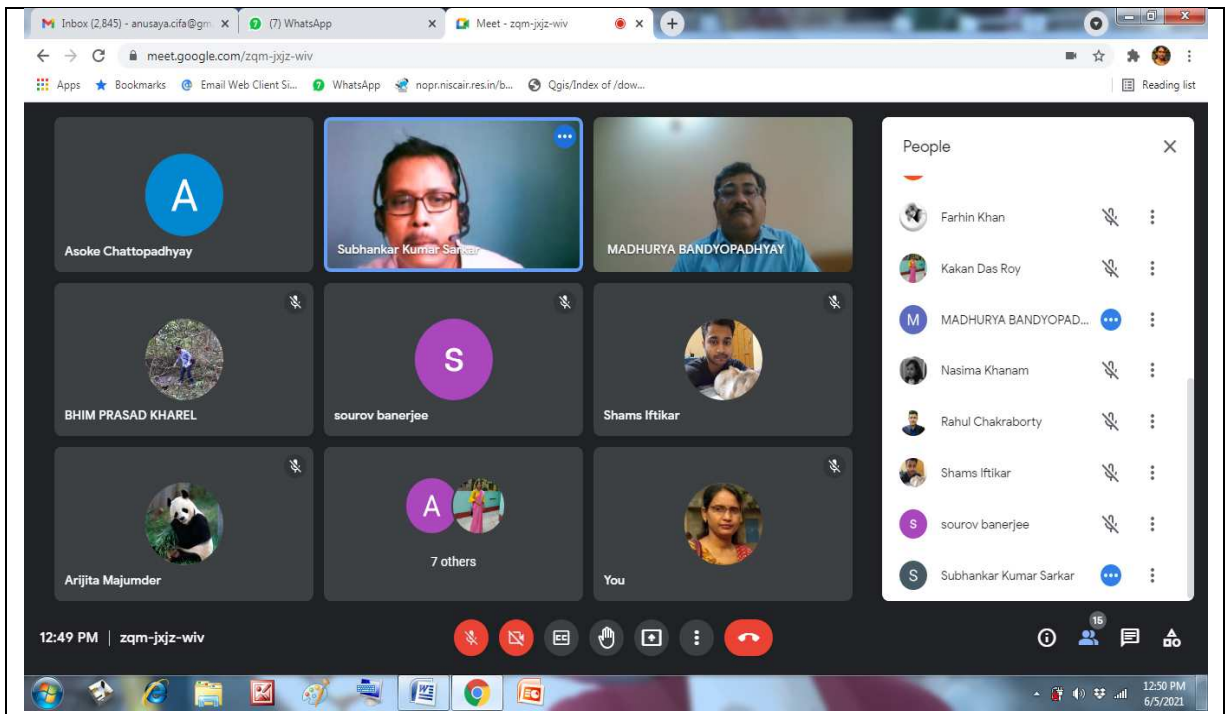 Inbox (2,845) - anusaya.cifa@gm
(7) WhatsApp
Meet - zqm-jxjz-wiv
meet.google.com/zqm-jxjz-wiv
Apps
Bookmarks
Email Web Client Si...
WhatsApp
nopr.niscair.res.in/b...
Qgis/Index of /dow...
Reading list
A
Asoke Chattopadhyay
Subhankar Kumar Sarkar
MADHURYA BANDYOPADHYAY
BHIM PRASAD KHAREL
S
sourov banerjee
Shams Iftikar
Arijita Majumder
A
7 others
You
People
Farhin Khan
Kakan Das Roy
M MADHURYA BANDYOPAD...
Nasima Khanam
Rahul Chakraborty
Shams Iftikar
s sourov banerjee
S Subhankar Kumar Sarkar
12:49 PM | zqm-jxjz-wiv
CC
15
12:50 PM
6/5/2021